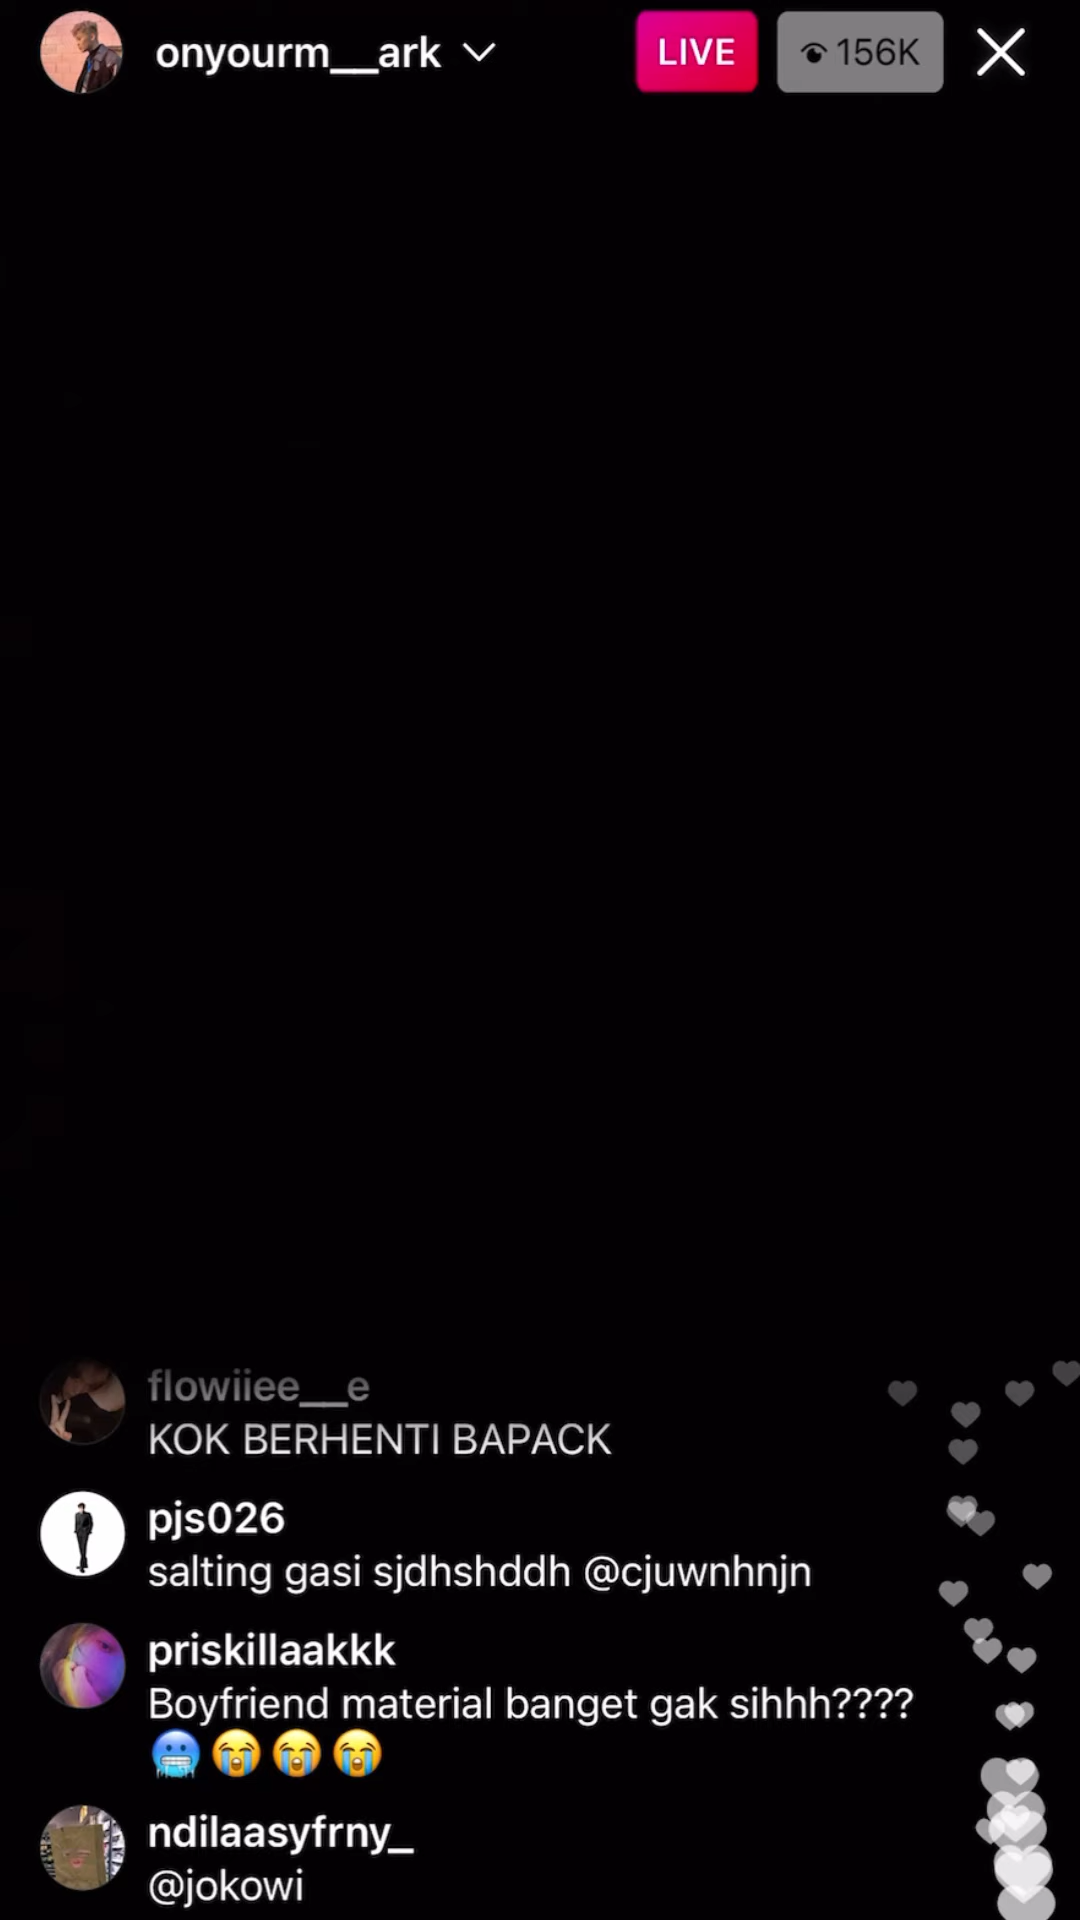 onyourm__ark
LIVE
156K
flowiiee__e
KOK BERHENTI BAPACK
pjs026
salting gasi sjdhshddh @cjuwnhnjn
priskillaakkk
Boyfriend material banget gak sihhh????
🥶😭😭😭
ndilaasyfrny_
@jokowi